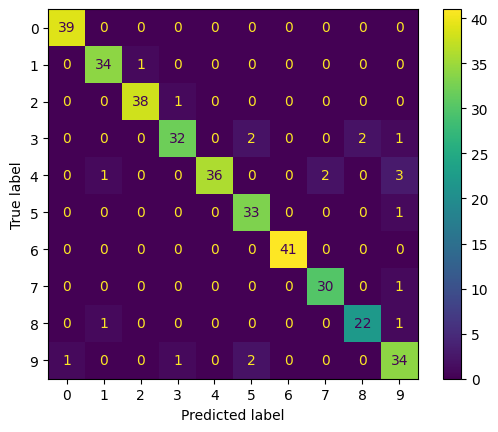 0 39 0 0 0 0 0 0 0 0 0
1 0 34 1 0 0 0 0 0 0 0
2 0 0 38 1 0 0 0 0 0 0
3 0 0 0 32 0 2 0 0 2 1
4 0 1 0 0 36 0 0 2 0 3
5 0 0 0 0 0 33 0 0 0 1
6 0 0 0 0 0 0 41 0 0 0
7 0 0 0 0 0 0 0 30 0 1
8 0 1 0 0 0 0 0 0 22 1
9 1 0 0 1 0 2 0 0 0 34
0 1 2 3 4 5 6 7 8 9
Predicted label
True label
40
35
30
25
20
15
10
5
0